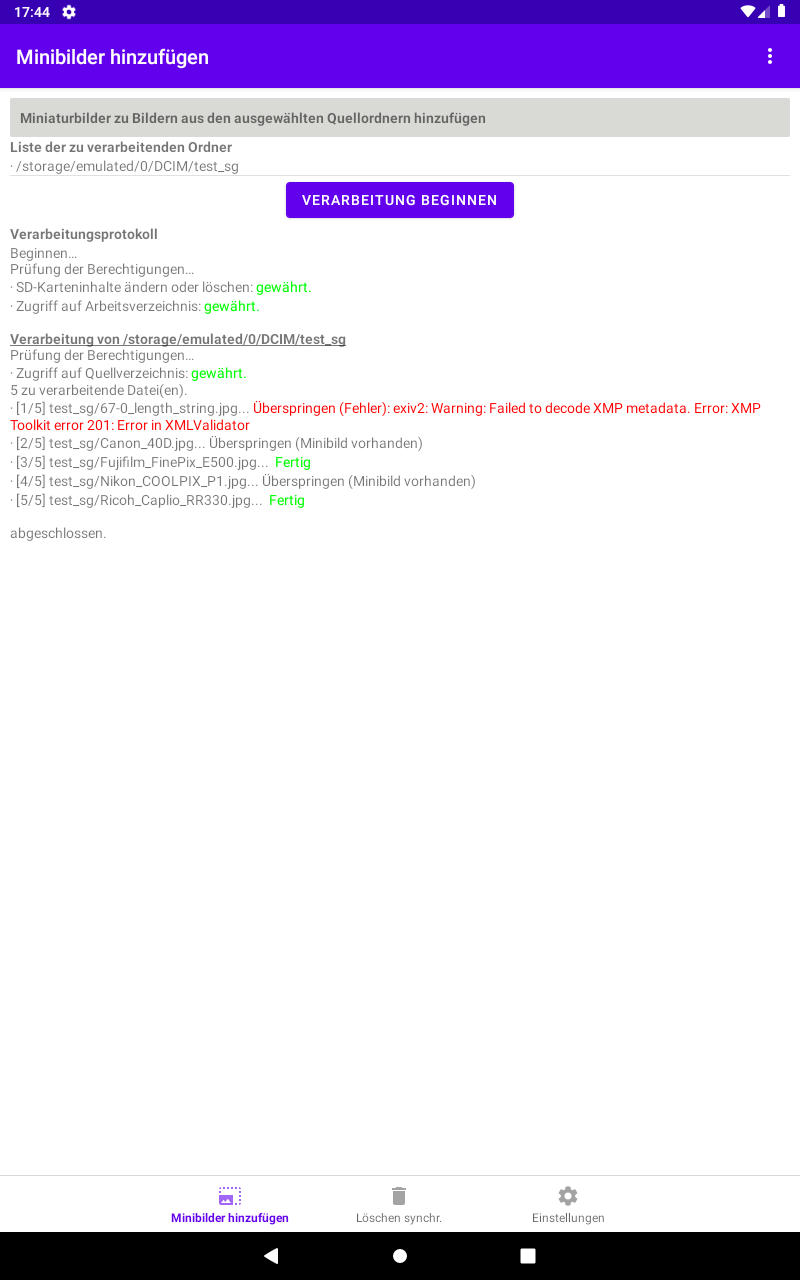 17:44
Minibilder hinzufügen
Miniaturbilder zu Bildern aus den ausgewählten Quellordnern hinzufügen
Liste der zu verarbeitenden Ordner
· /storage/emulated/0/DCIM/test_sg
VERARBEITUNG BEGINNEN
Verarbeitungsprotokoll
Beginnen...
Prüfung der Berechtigungen...
· SD-Karteninhalte ändern oder löschen: gewährt.
· Zugriff auf Arbeitsverzeichnis: gewährt.
Verarbeitung von /storage/emulated/0/DCIM/test_sg
Prüfung der Berechtigungen...
· Zugriff auf Quellverzeichnis: gewährt.
5 zu verarbeitende Datei(en).
· [1/5] test_sg/67-0_length_string.jpg... Überspringen (Fehler): exiv2: Warning: Failed to decode XMP metadata. Error: XMP
Toolkit error 201: Error in XMLValidator
· [2/5] test_sg/Canon_40D.jpg... Überspringen (Minibild vorhanden)
· [3/5] test_sg/Fujifilm_FinePix_E500.jpg... Fertig
· [4/5] test_sg/Nikon_COOLPIX_P1.jpg... Überspringen (Minibild vorhanden)
· [5/5] test_sg/Ricoh_Caplio_RR330.jpg... Fertig
abgeschlossen.
Minibilder hinzufügen
Löschen synchr.
Einstellungen